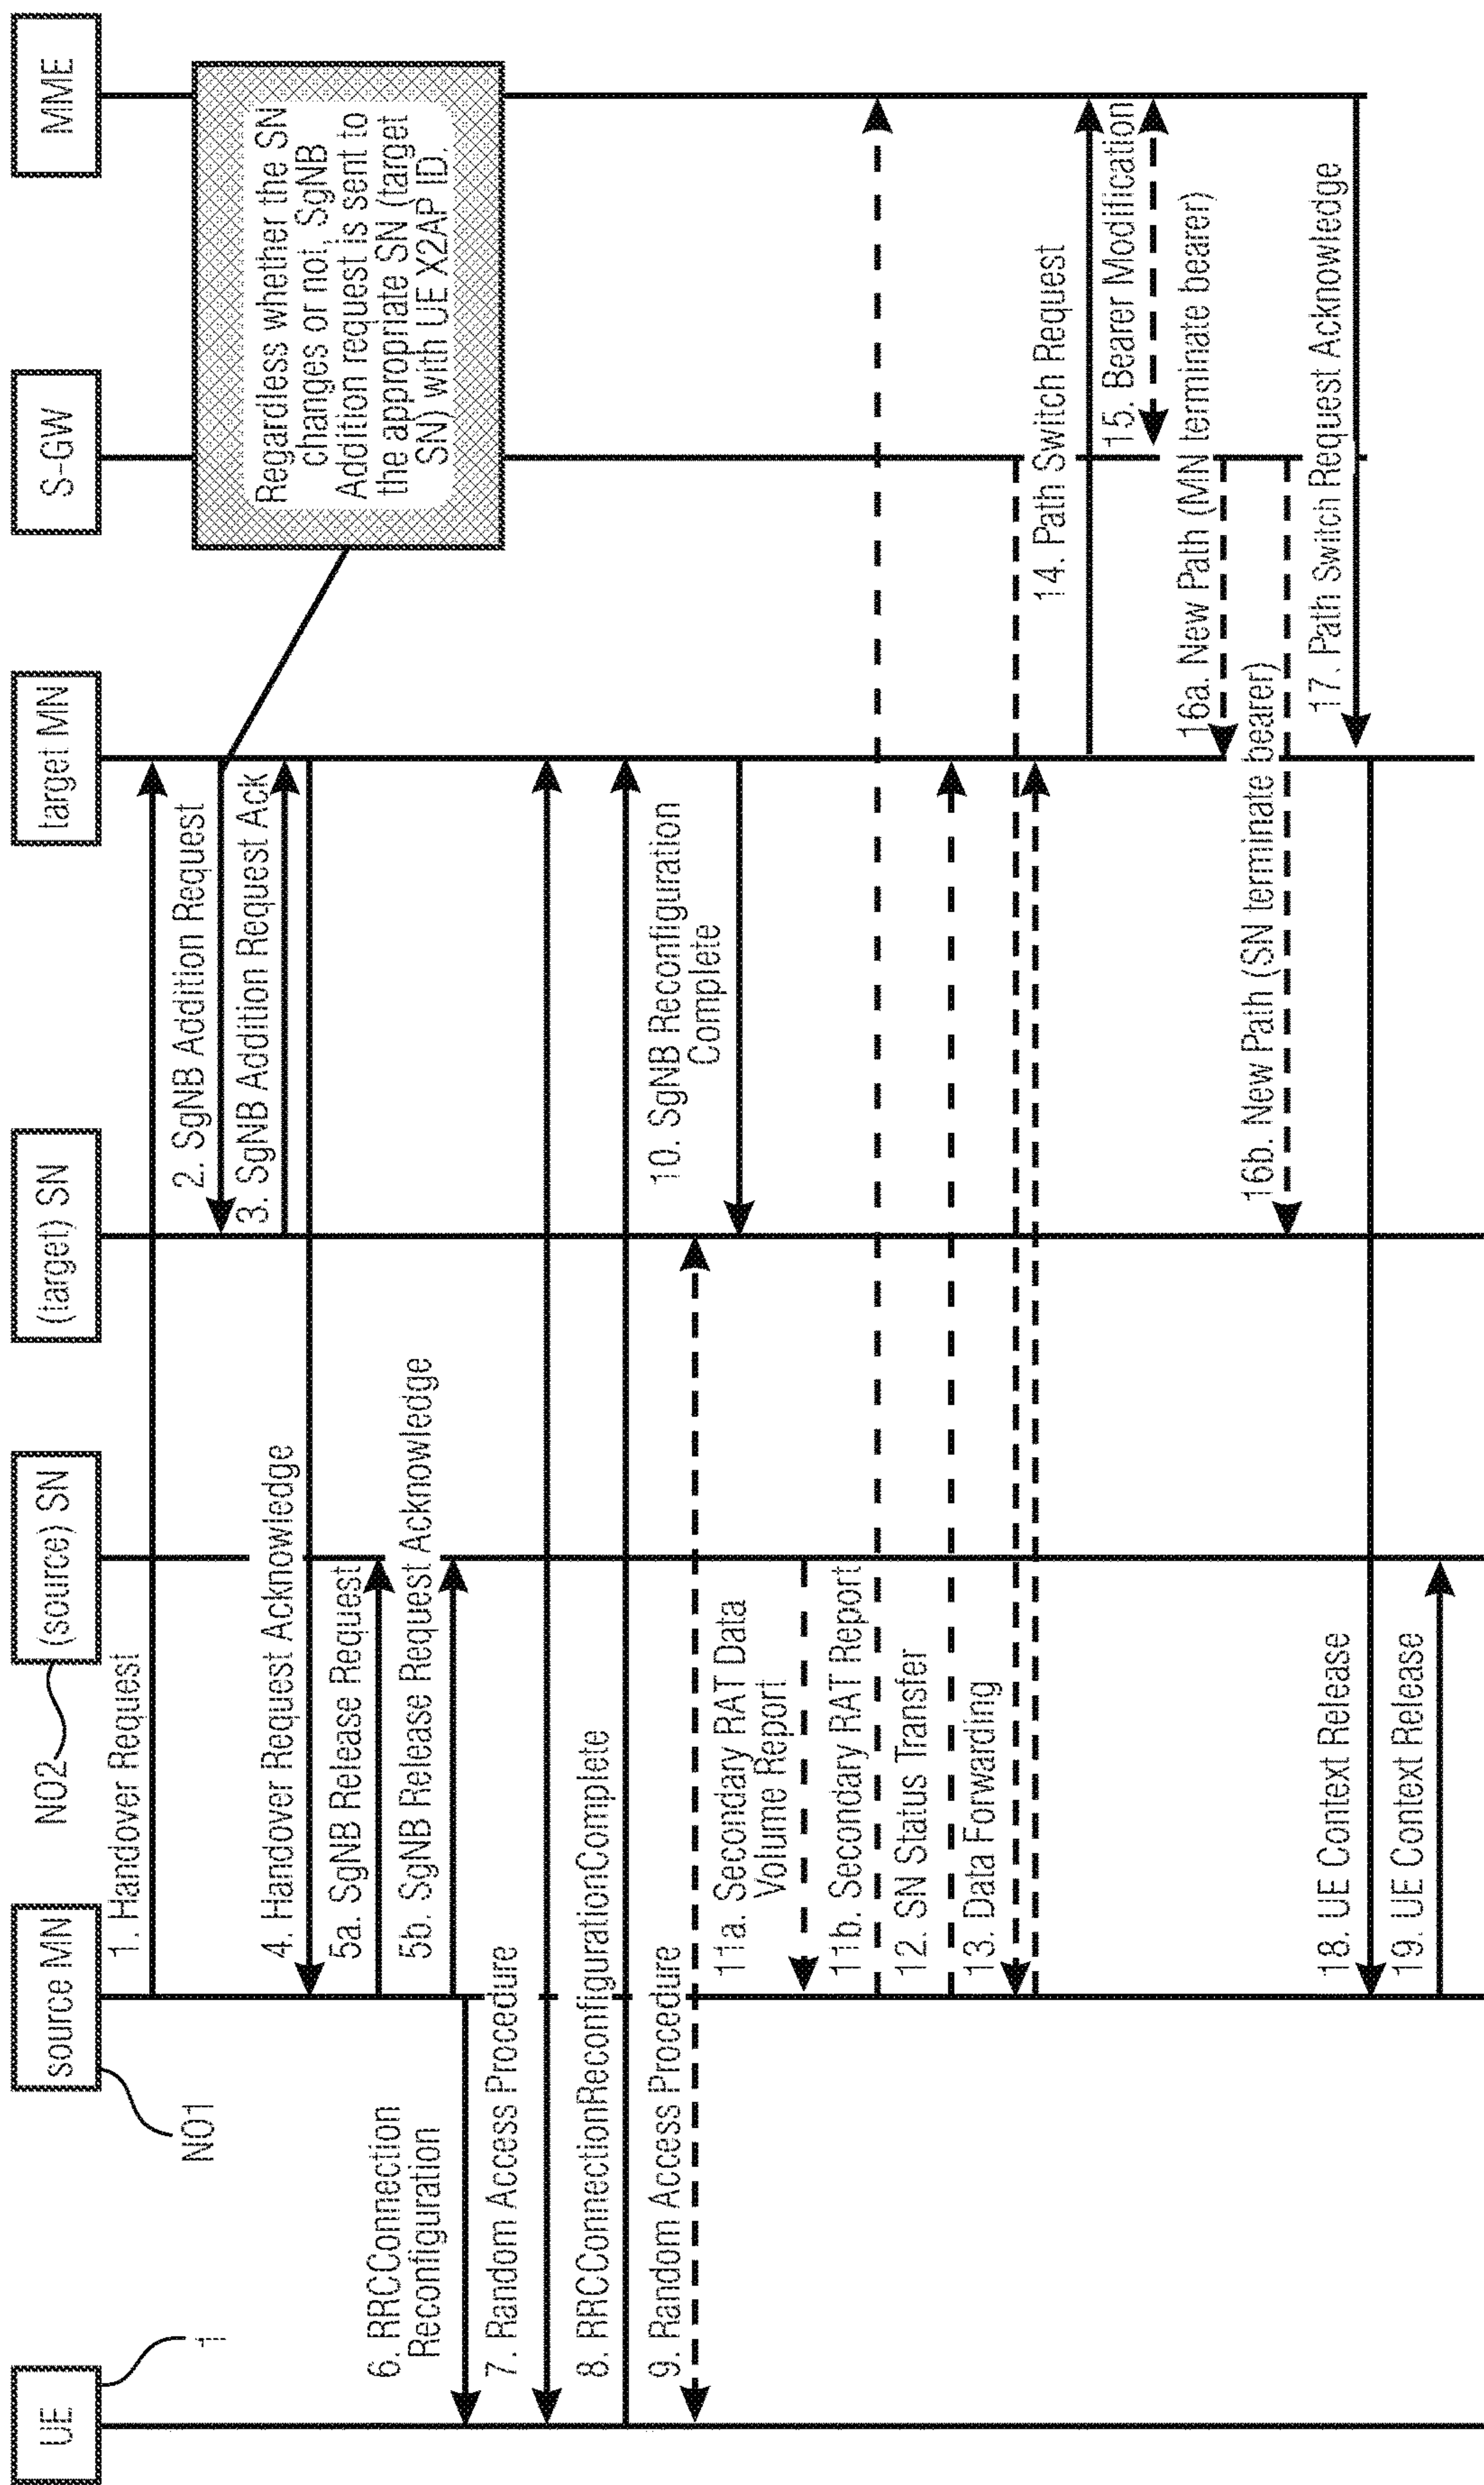 UE
source MN
(source) SN
(target) SN
target MN
S-GW
MME
1
NO1
NO2
1. Handover Request
2. SgNB Addition Request
Regardless whether the SN
changes or not, SgNB
Addition request is sent to
the appropriate SN (target
SN) with UE X2AP ID.
3. SgNB Addition Request Ack
4. Handover Request Acknowledge
5a. SgNB Release Request
5b. SgNB Release Request Acknowledge
6. RRCConnection
Reconfiguration
7. Random Access Procedure
8. RRCConnectionReconfigurationComplete
9. Random Access Procedure
10. SgNB Reconfiguration
Complete
11a. Secondary RAT Data
Volume Report
11b. Secondary RAT Report
12. SN Status Transfer
13. Data Forwarding
14. Path Switch Request
15. Bearer Modification
16a. New Path (MN terminate bearer)
16b. New Path (SN terminate bearer)
17. Path Switch Request Acknowledge
18. UE Context Release
19. UE Context Release